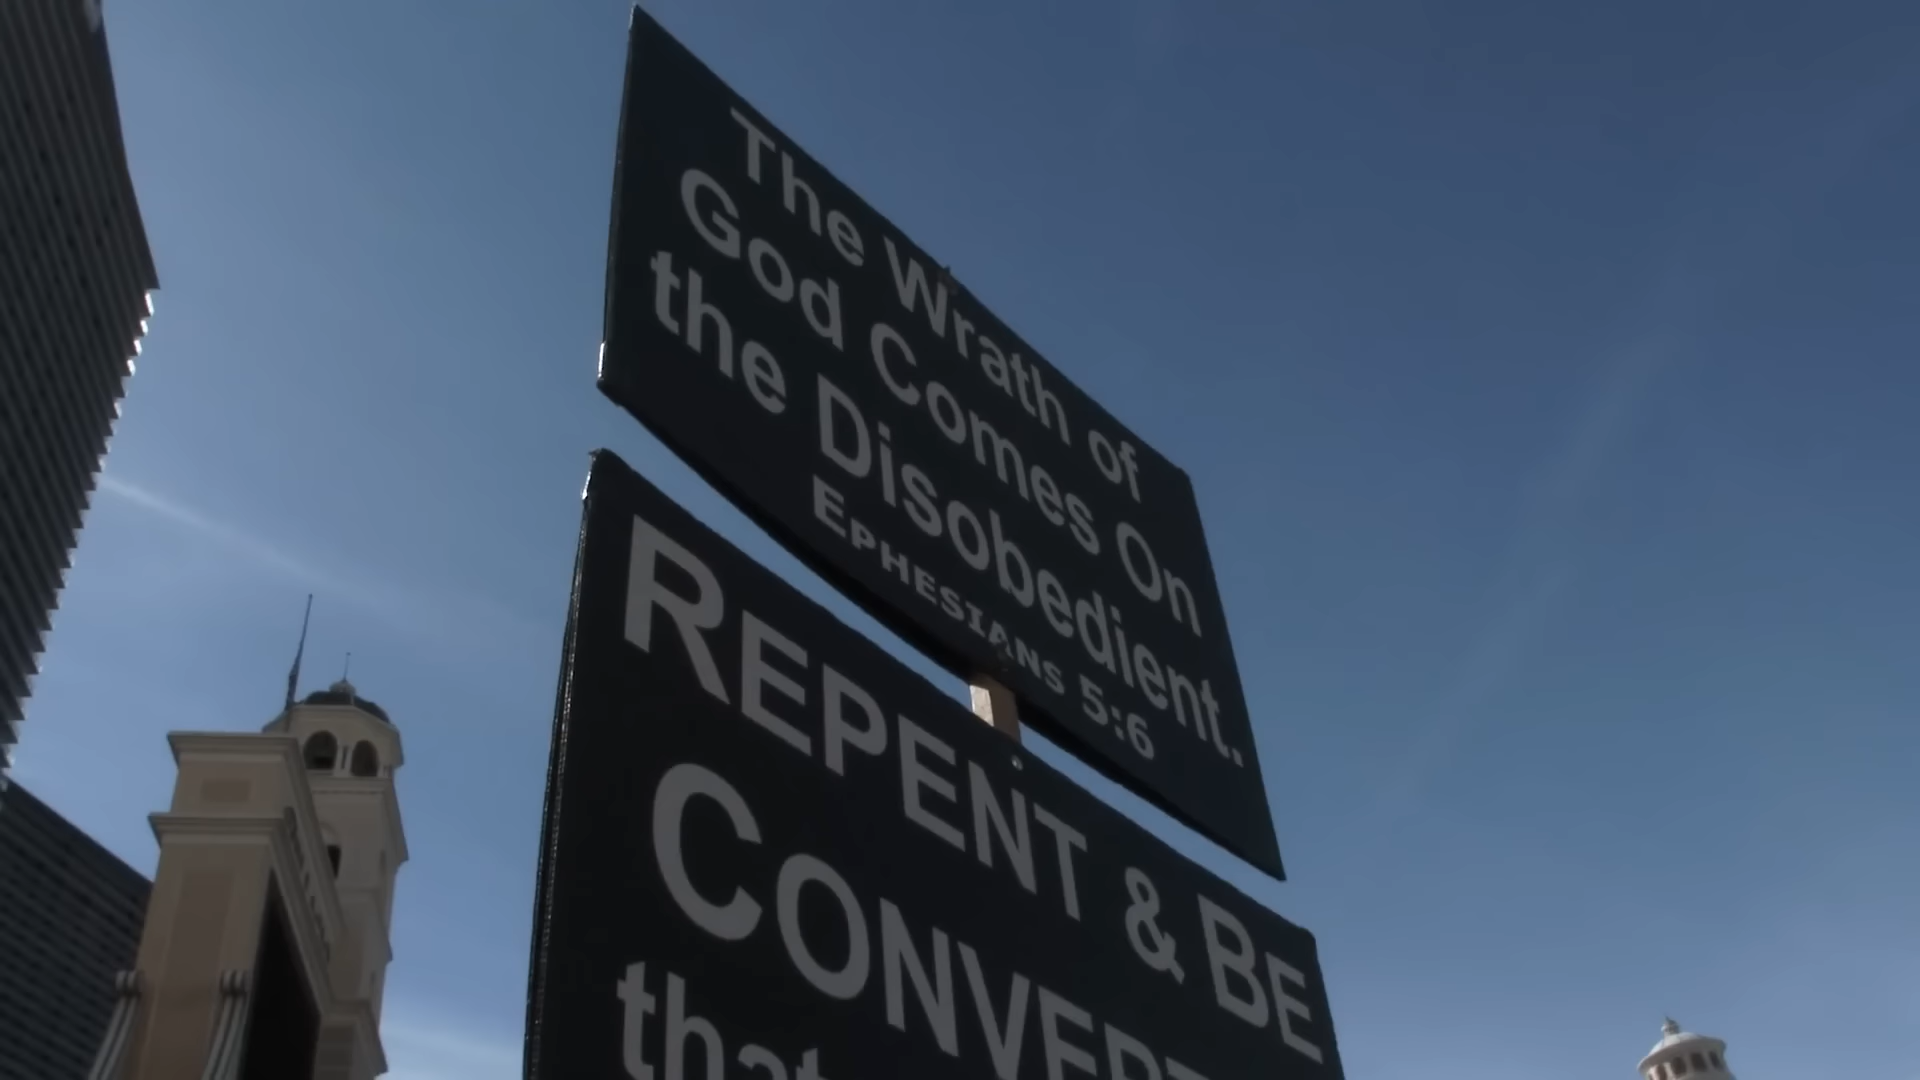 The Wrath of
God Comes On
the Disobedient.
EPHESIANS 5:6
REPENT & BE
CONVERT
that